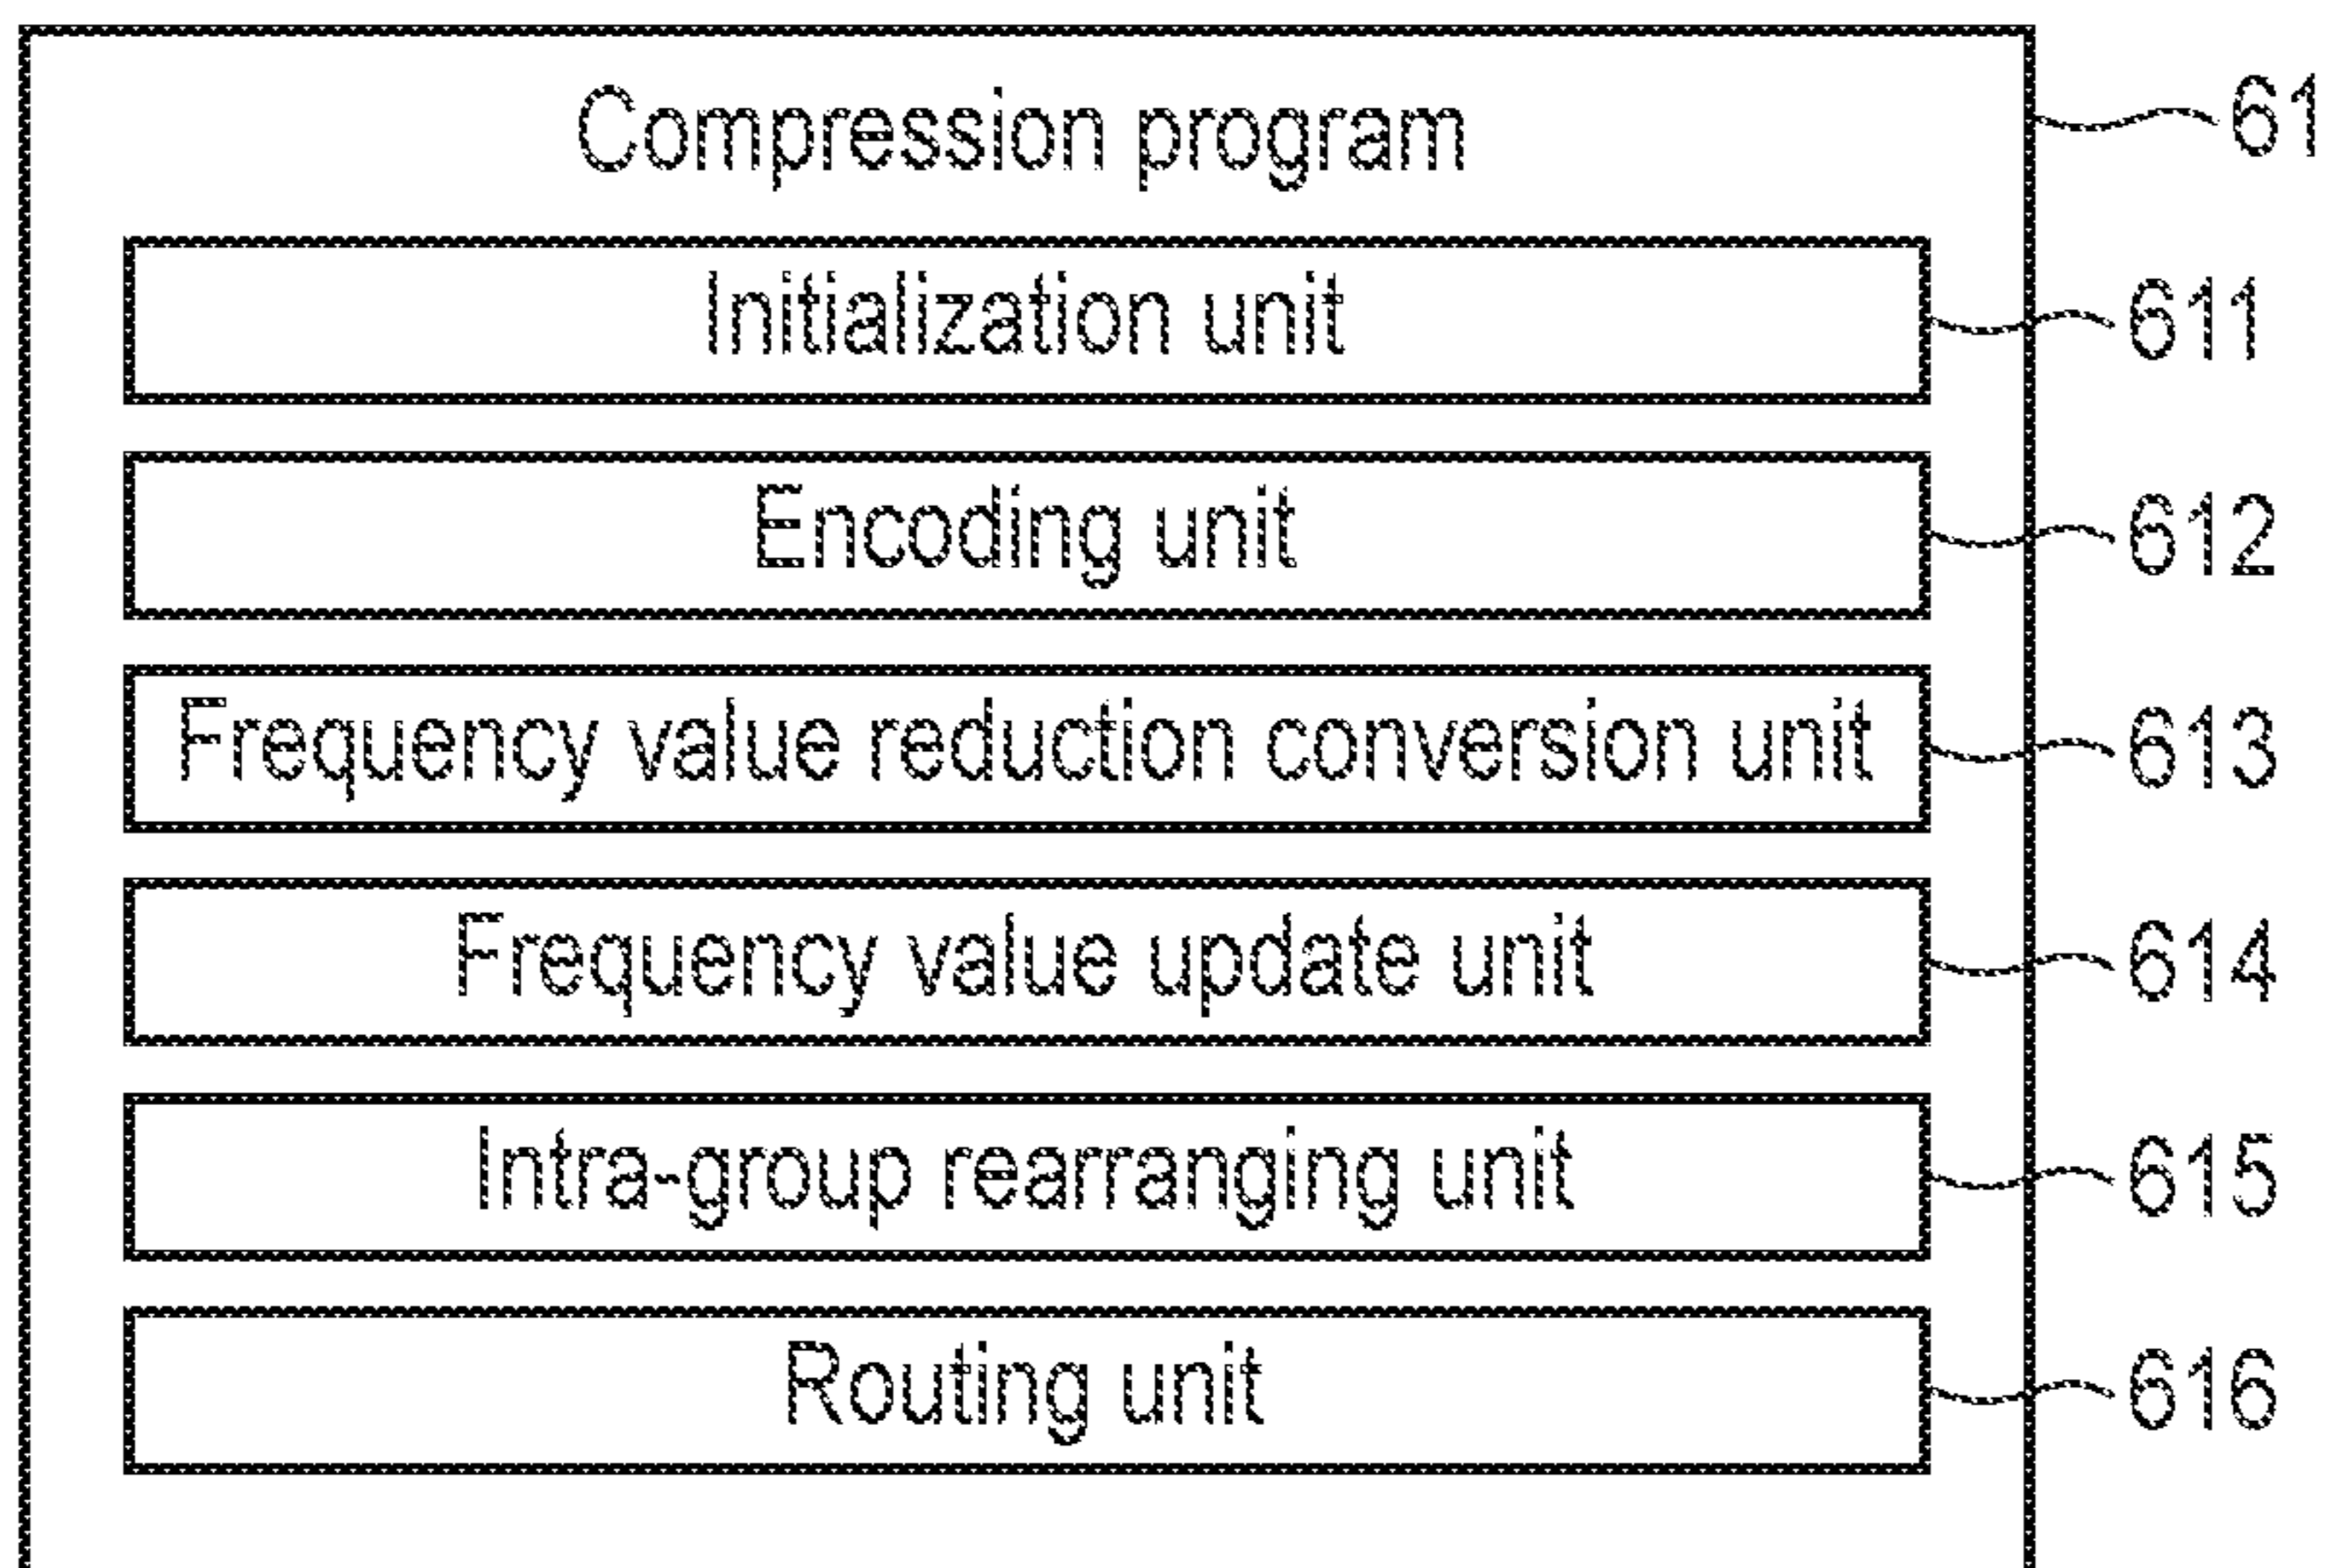 Compression program 61
Initialization unit 611
Encoding unit 612
Frequency value reduction conversion unit 613
Frequency value update unit 614
Intra-group rearranging unit 615
Routing unit 616